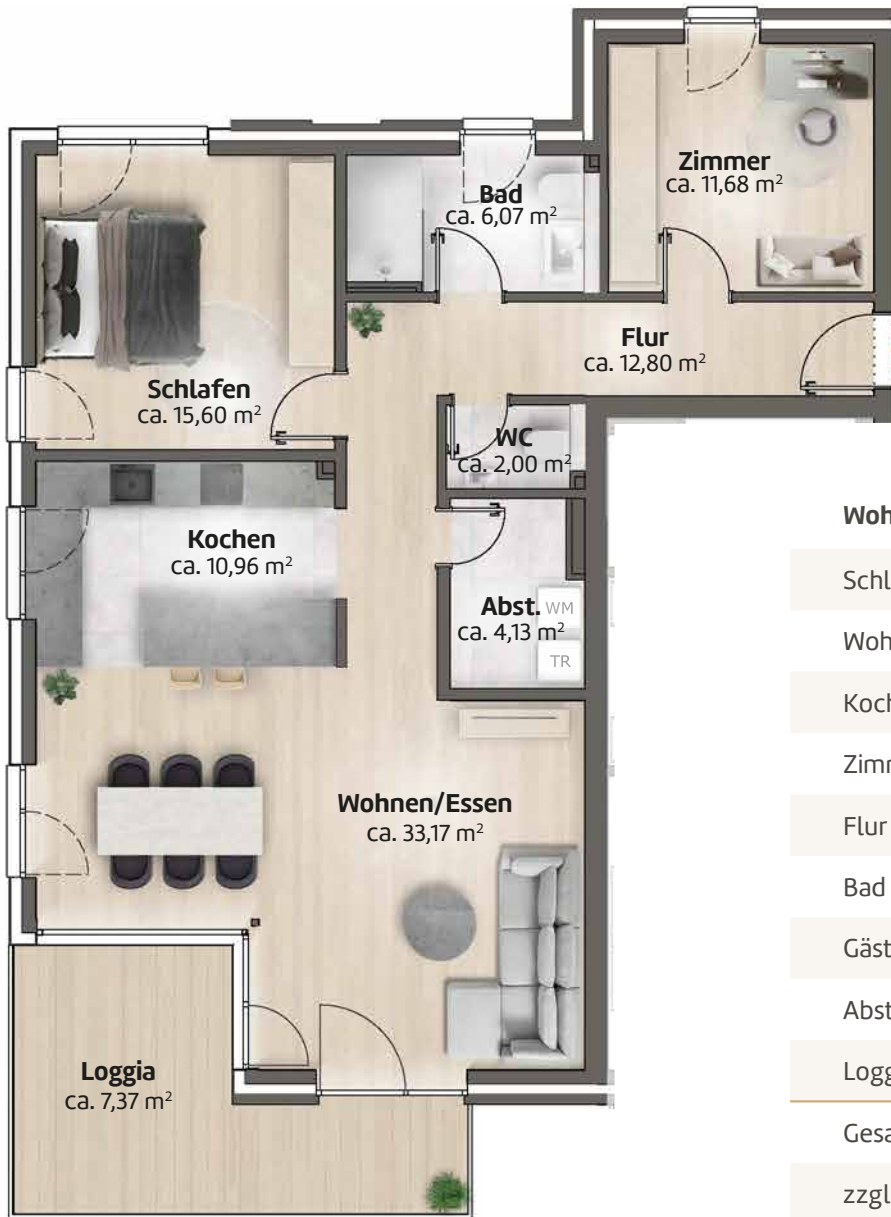 Zimmer
ca. 11,68 m²
Bad
ca. 6,07 m²
Flur
ca. 12,80 m²
Schlafen
ca. 15,60 m²
WC
ca. 2,00 m²
Kochen
ca. 10,96 m²
Abst.
WM
ca. 4,13 m²
TR
Wohnen/Essen
ca. 33,17 m²
Loggia
ca. 7,37 m²
Woh
Schl
Woh
Koch
Zimm
Flur
Bad
Gäst
Abst
Logg
Gesa
zzgl